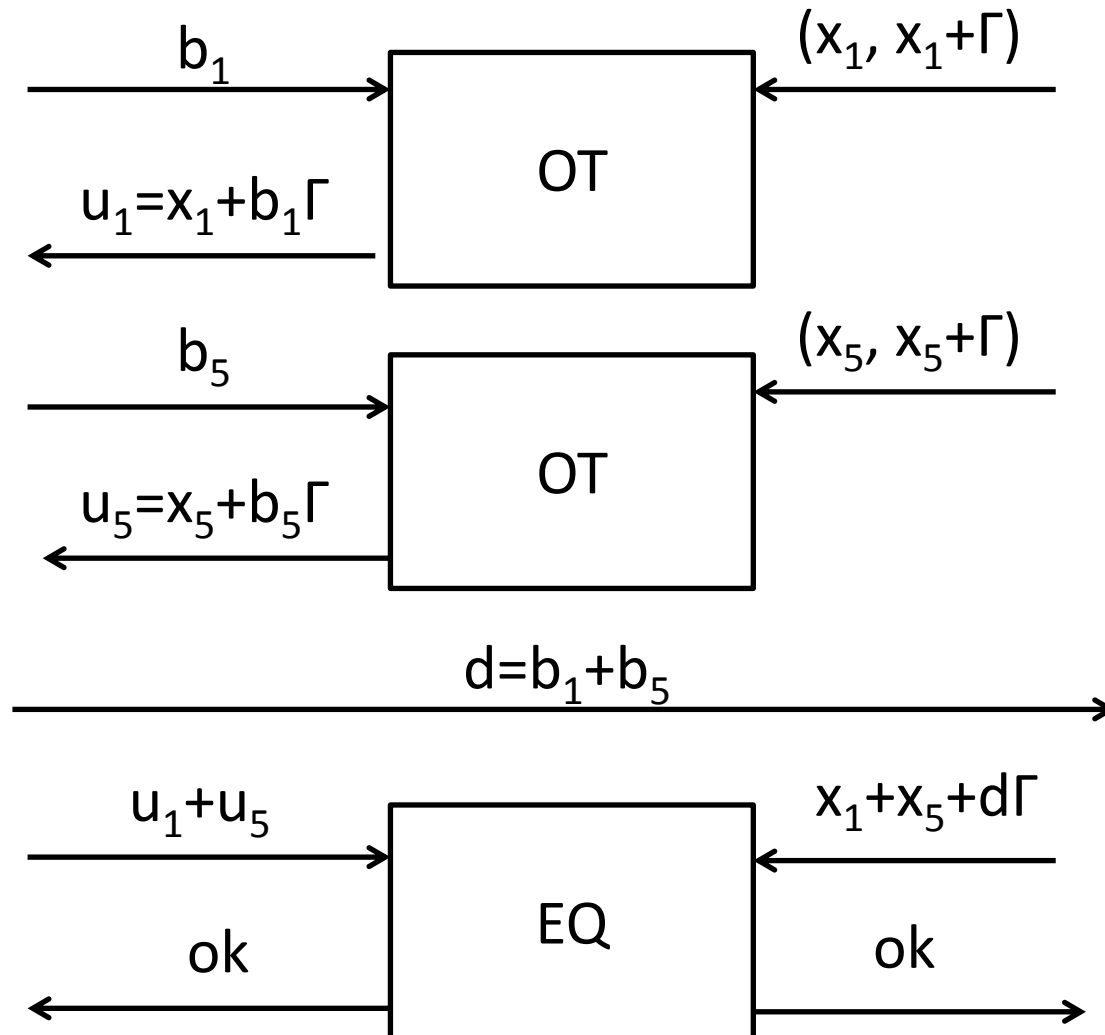 b₁
(x₁, x₁+Γ)
OT
u₁=x₁+b₁Γ
b₅
(x₅, x₅+Γ)
OT
u₅=x₅+b₅Γ
d=b₁+b₅
u₁+u₅
x₁+x₅+dΓ
EQ
ok
ok